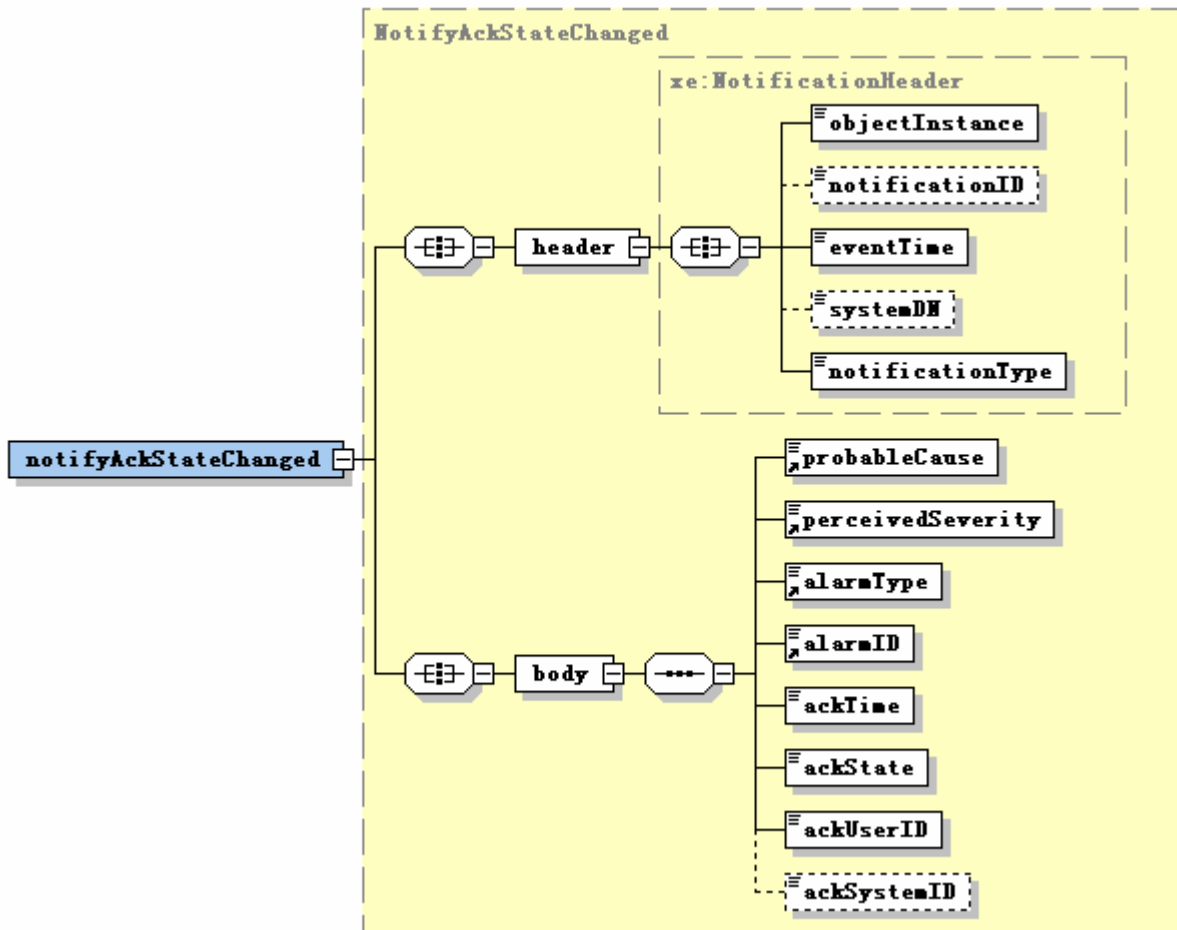 NotifyAckStateChanged
xe:NotificationHeader
objectInstance
notificationID
header
eventTime
systemDN
notificationType
notifyAckStateChanged
probableCause
perceivedSeverity
alarmType
alarmID
body
ackTime
ackState
ackUserID
ackSystemID